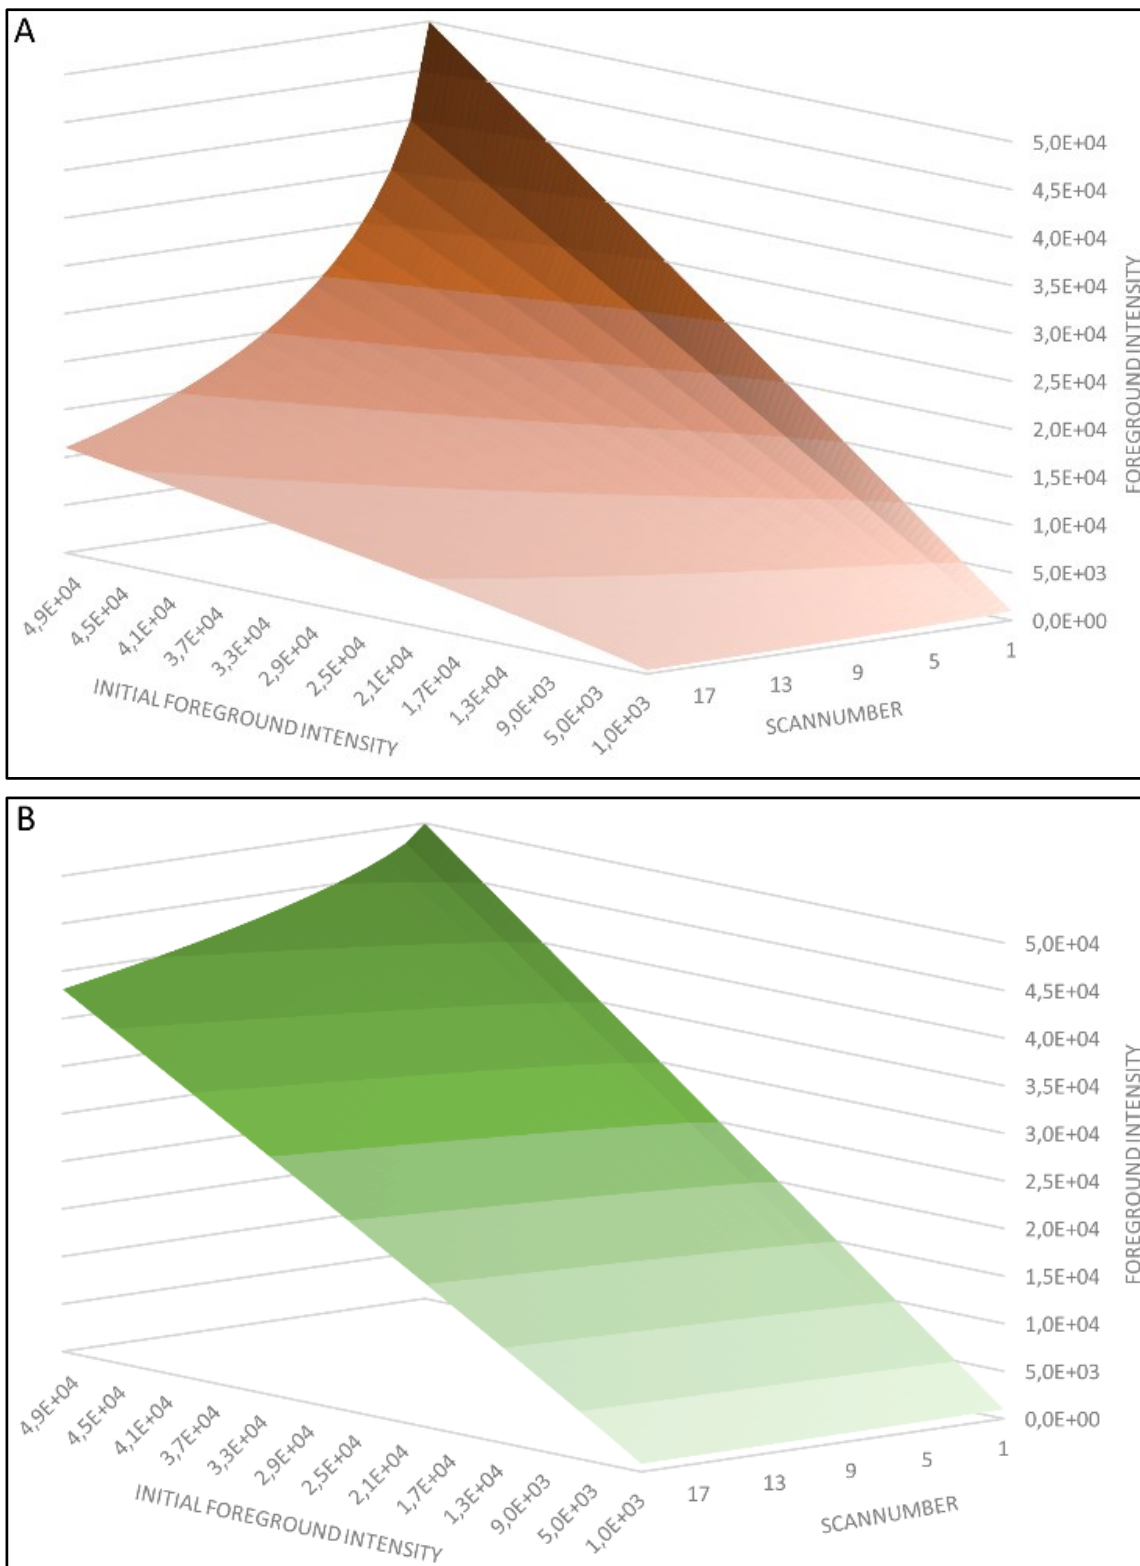 A
5,0E+04
4,5E+04
4,0E+04
3,5E+04
3,0E+04
2,5E+04
2,0E+04
1,5E+04
1,0E+04
5,0E+03
0,0E+00
FOREGROUND INTENSITY
4,9E+04
4,5E+04
4,1E+04
3,7E+04
3,3E+04
2,9E+04
2,5E+04
2,1E+04
1,7E+04
1,3E+04
9,0E+03
5,0E+03
1,0E+03
INITIAL FOREGROUND INTENSITY
17
13
9
5
1
SCANNUMBER
B
5,0E+04
4,5E+04
4,0E+04
3,5E+04
3,0E+04
2,5E+04
2,0E+04
1,5E+04
1,0E+04
5,0E+03
0,0E+00
FOREGROUND INTENSITY
4,9E+04
4,5E+04
4,1E+04
3,7E+04
3,3E+04
2,9E+04
2,5E+04
2,1E+04
1,7E+04
1,3E+04
9,0E+03
5,0E+03
1,0E+03
INITIAL FOREGROUND INTENSITY
17
13
9
5
1
SCANNUMBER